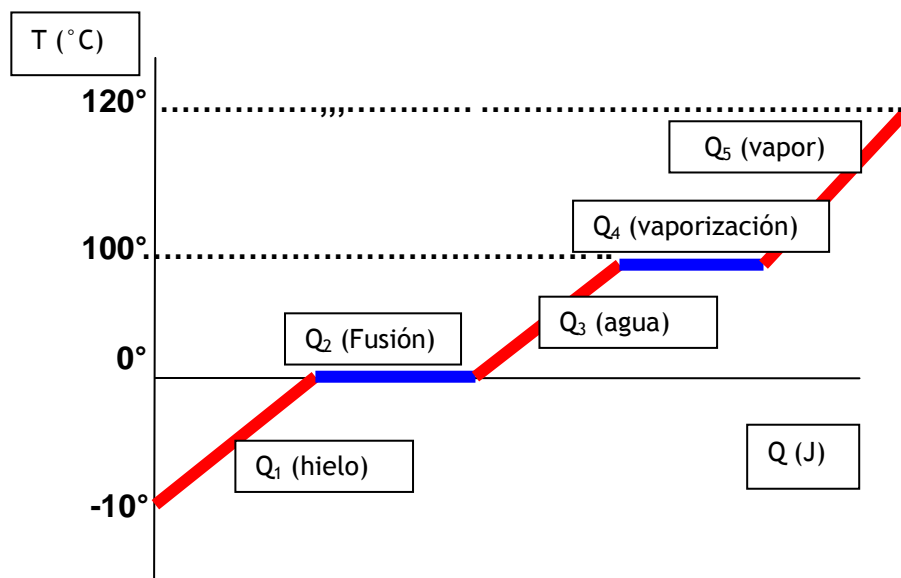 T (°C)
120°
,,,
Q₅ (vapor)
Q₄ (vaporización)
100°
Q₃ (agua)
Q₂ (Fusión)
0°
Q₁ (hielo)
Q (J)
-10°